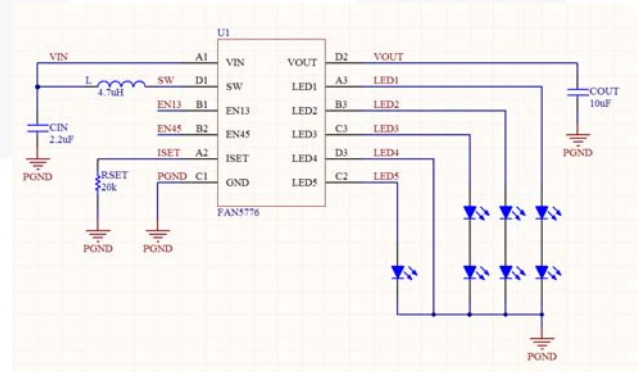 U1
VIN A1 VIN VOUT D2 VOUT
L SW D1 SW LED1 A3 LED1
4.7uH
COUT
10uF
EN13 B1 EN13 LED2 B3 LED2
CIN
2.2uF
EN45 B2 EN45 LED3 C3 LED3
ISET A2 ISET LED4 D3 LED4
PGND
PGND
RSET
20k
PGND C1 GND LED5 C2 LED5
FAN5776
PGND
PGND
PGND